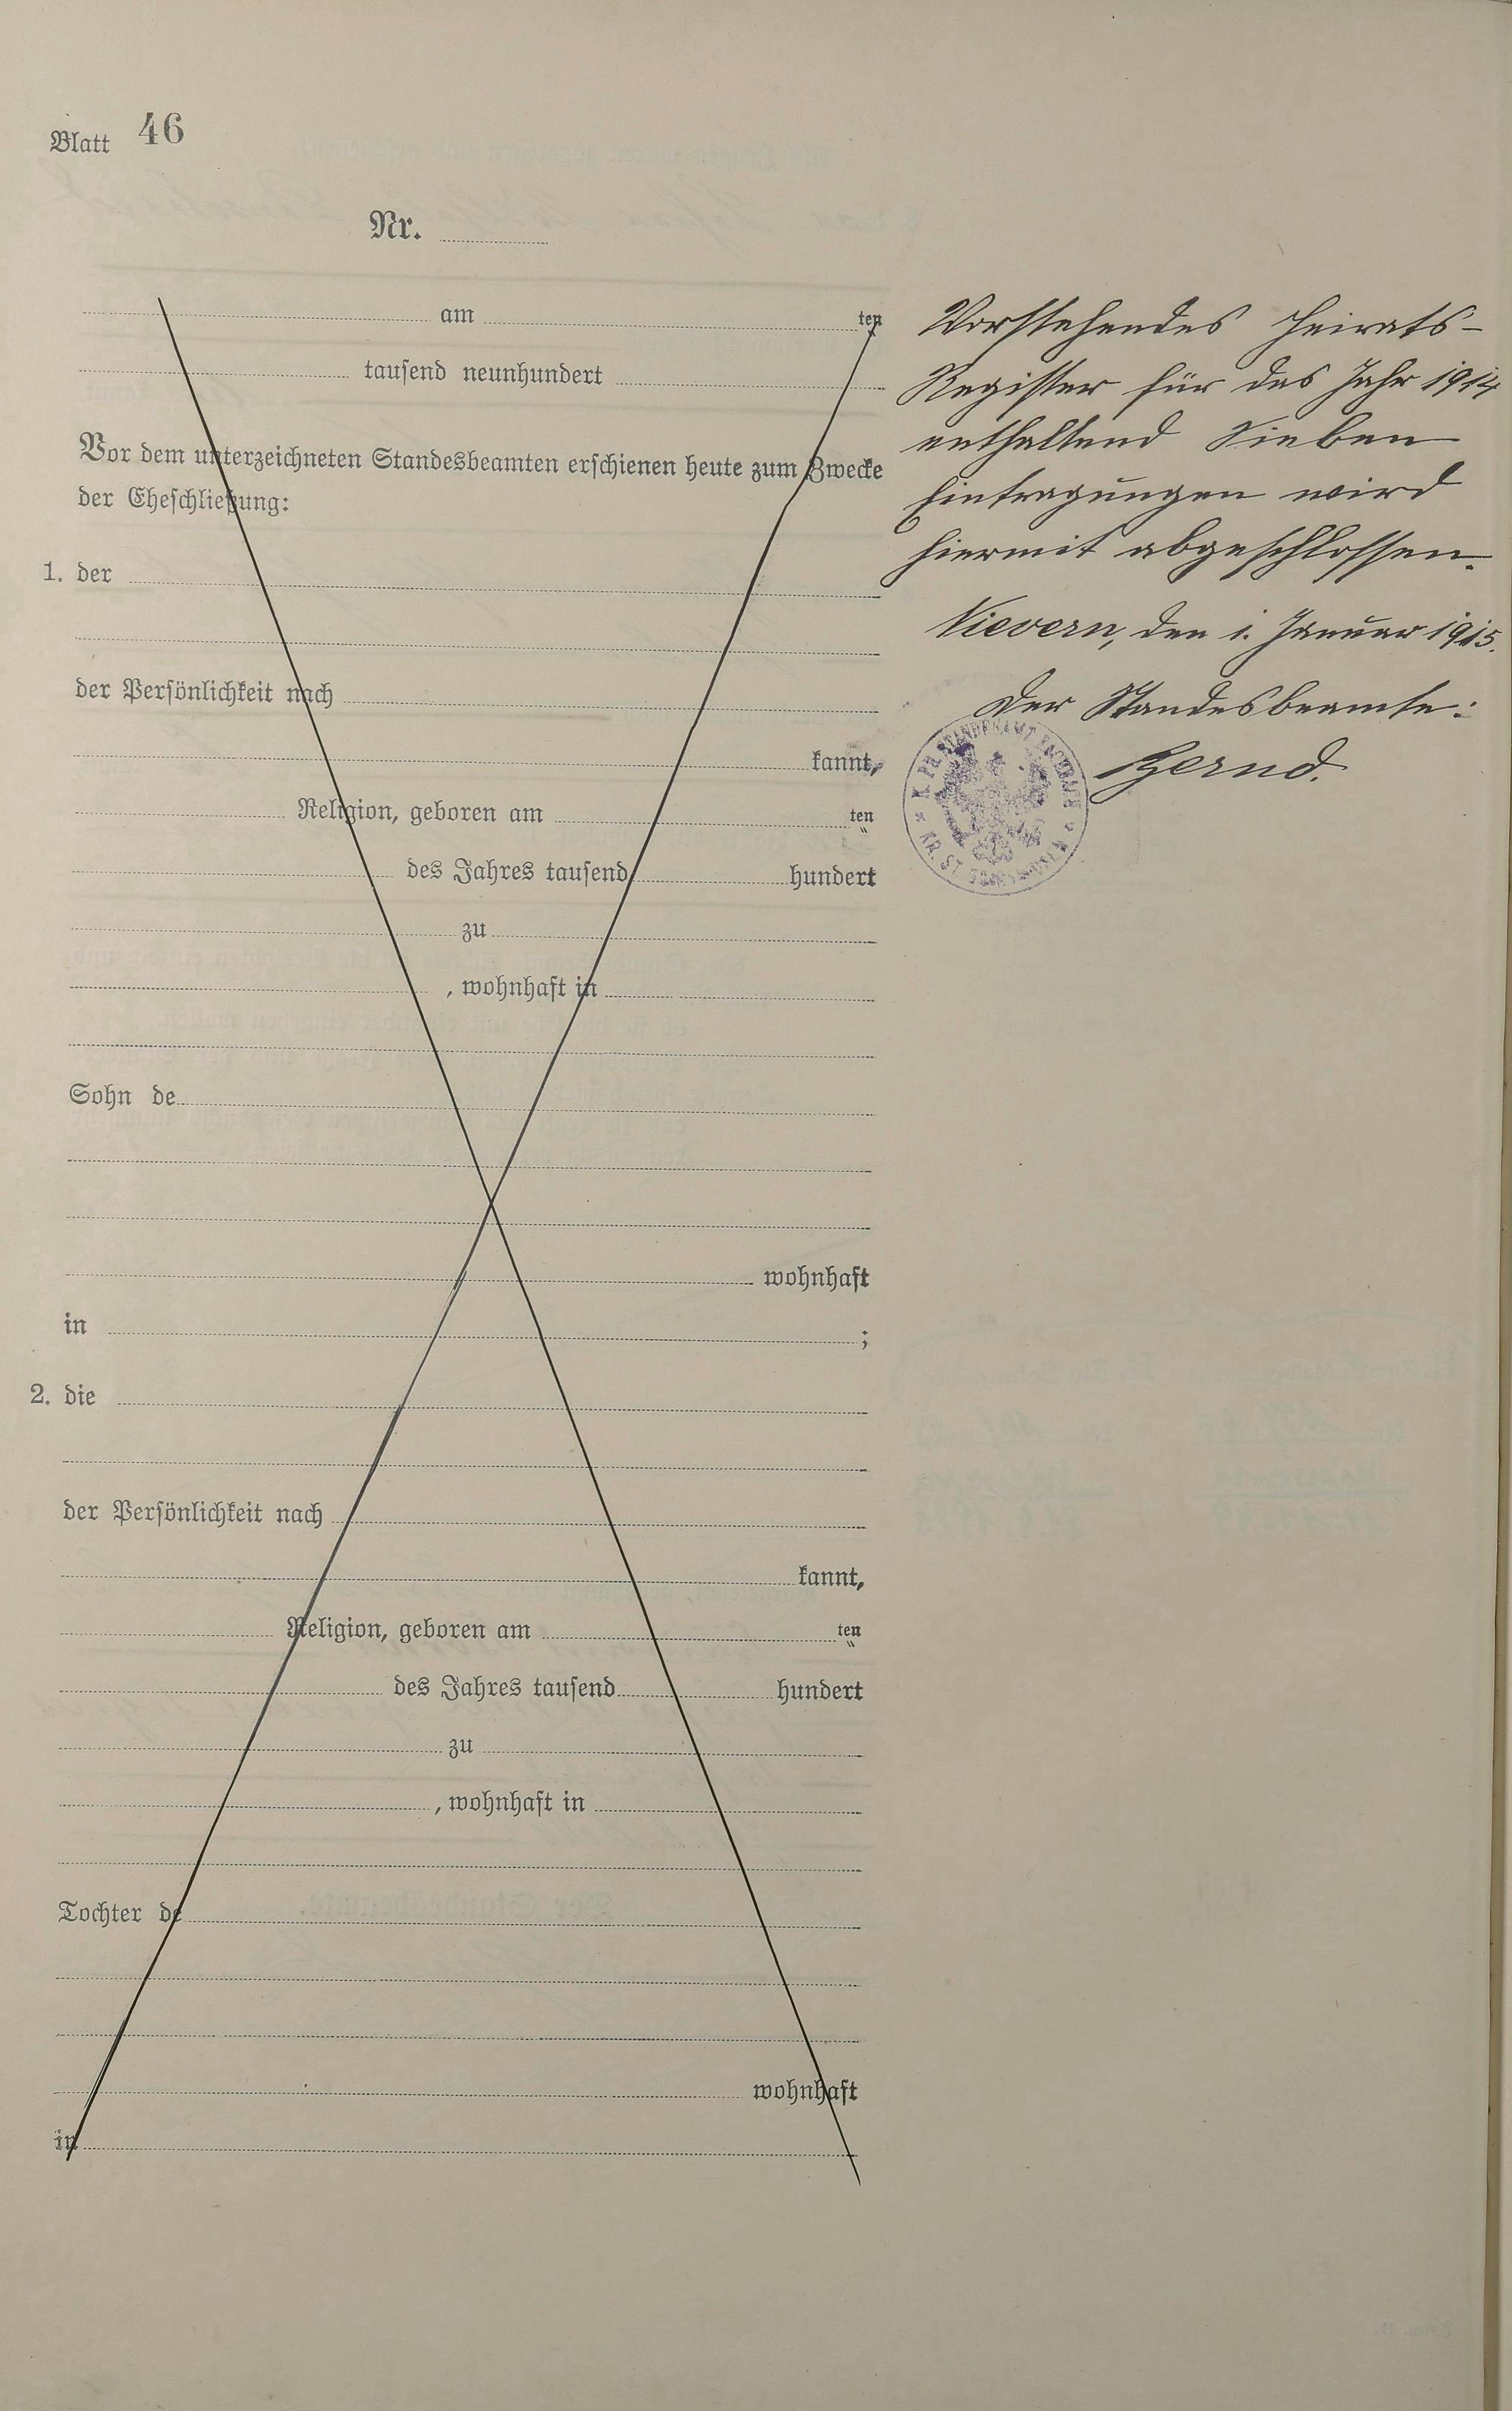 Blatt 46
Nr.
am ten
tausend neunhundert
Vor dem unterzeichneten Standesbeamten erschienen heute zum Zwecke
der Eheschließung:
1. der
der Persönlichkeit nach
kannt,
Religion, geboren am ten
des Jahres tausend hundert
zu
, wohnhaft in
Sohn de
wohnhaft
in ;
2. die
der Persönlichkeit nach
kannt,
Religion, geboren am ten
des Jahres tausend hundert
zu
, wohnhaft in
Tochter de
wohnhaft
in
Vorstehendes Heirats-
Register für das Jahr 1914
enthaltend Sieben
Eintragungen wird
hiermit abgeschlossen.
Nievern, den 1. Januar 1915.
Der Standesbeamte: